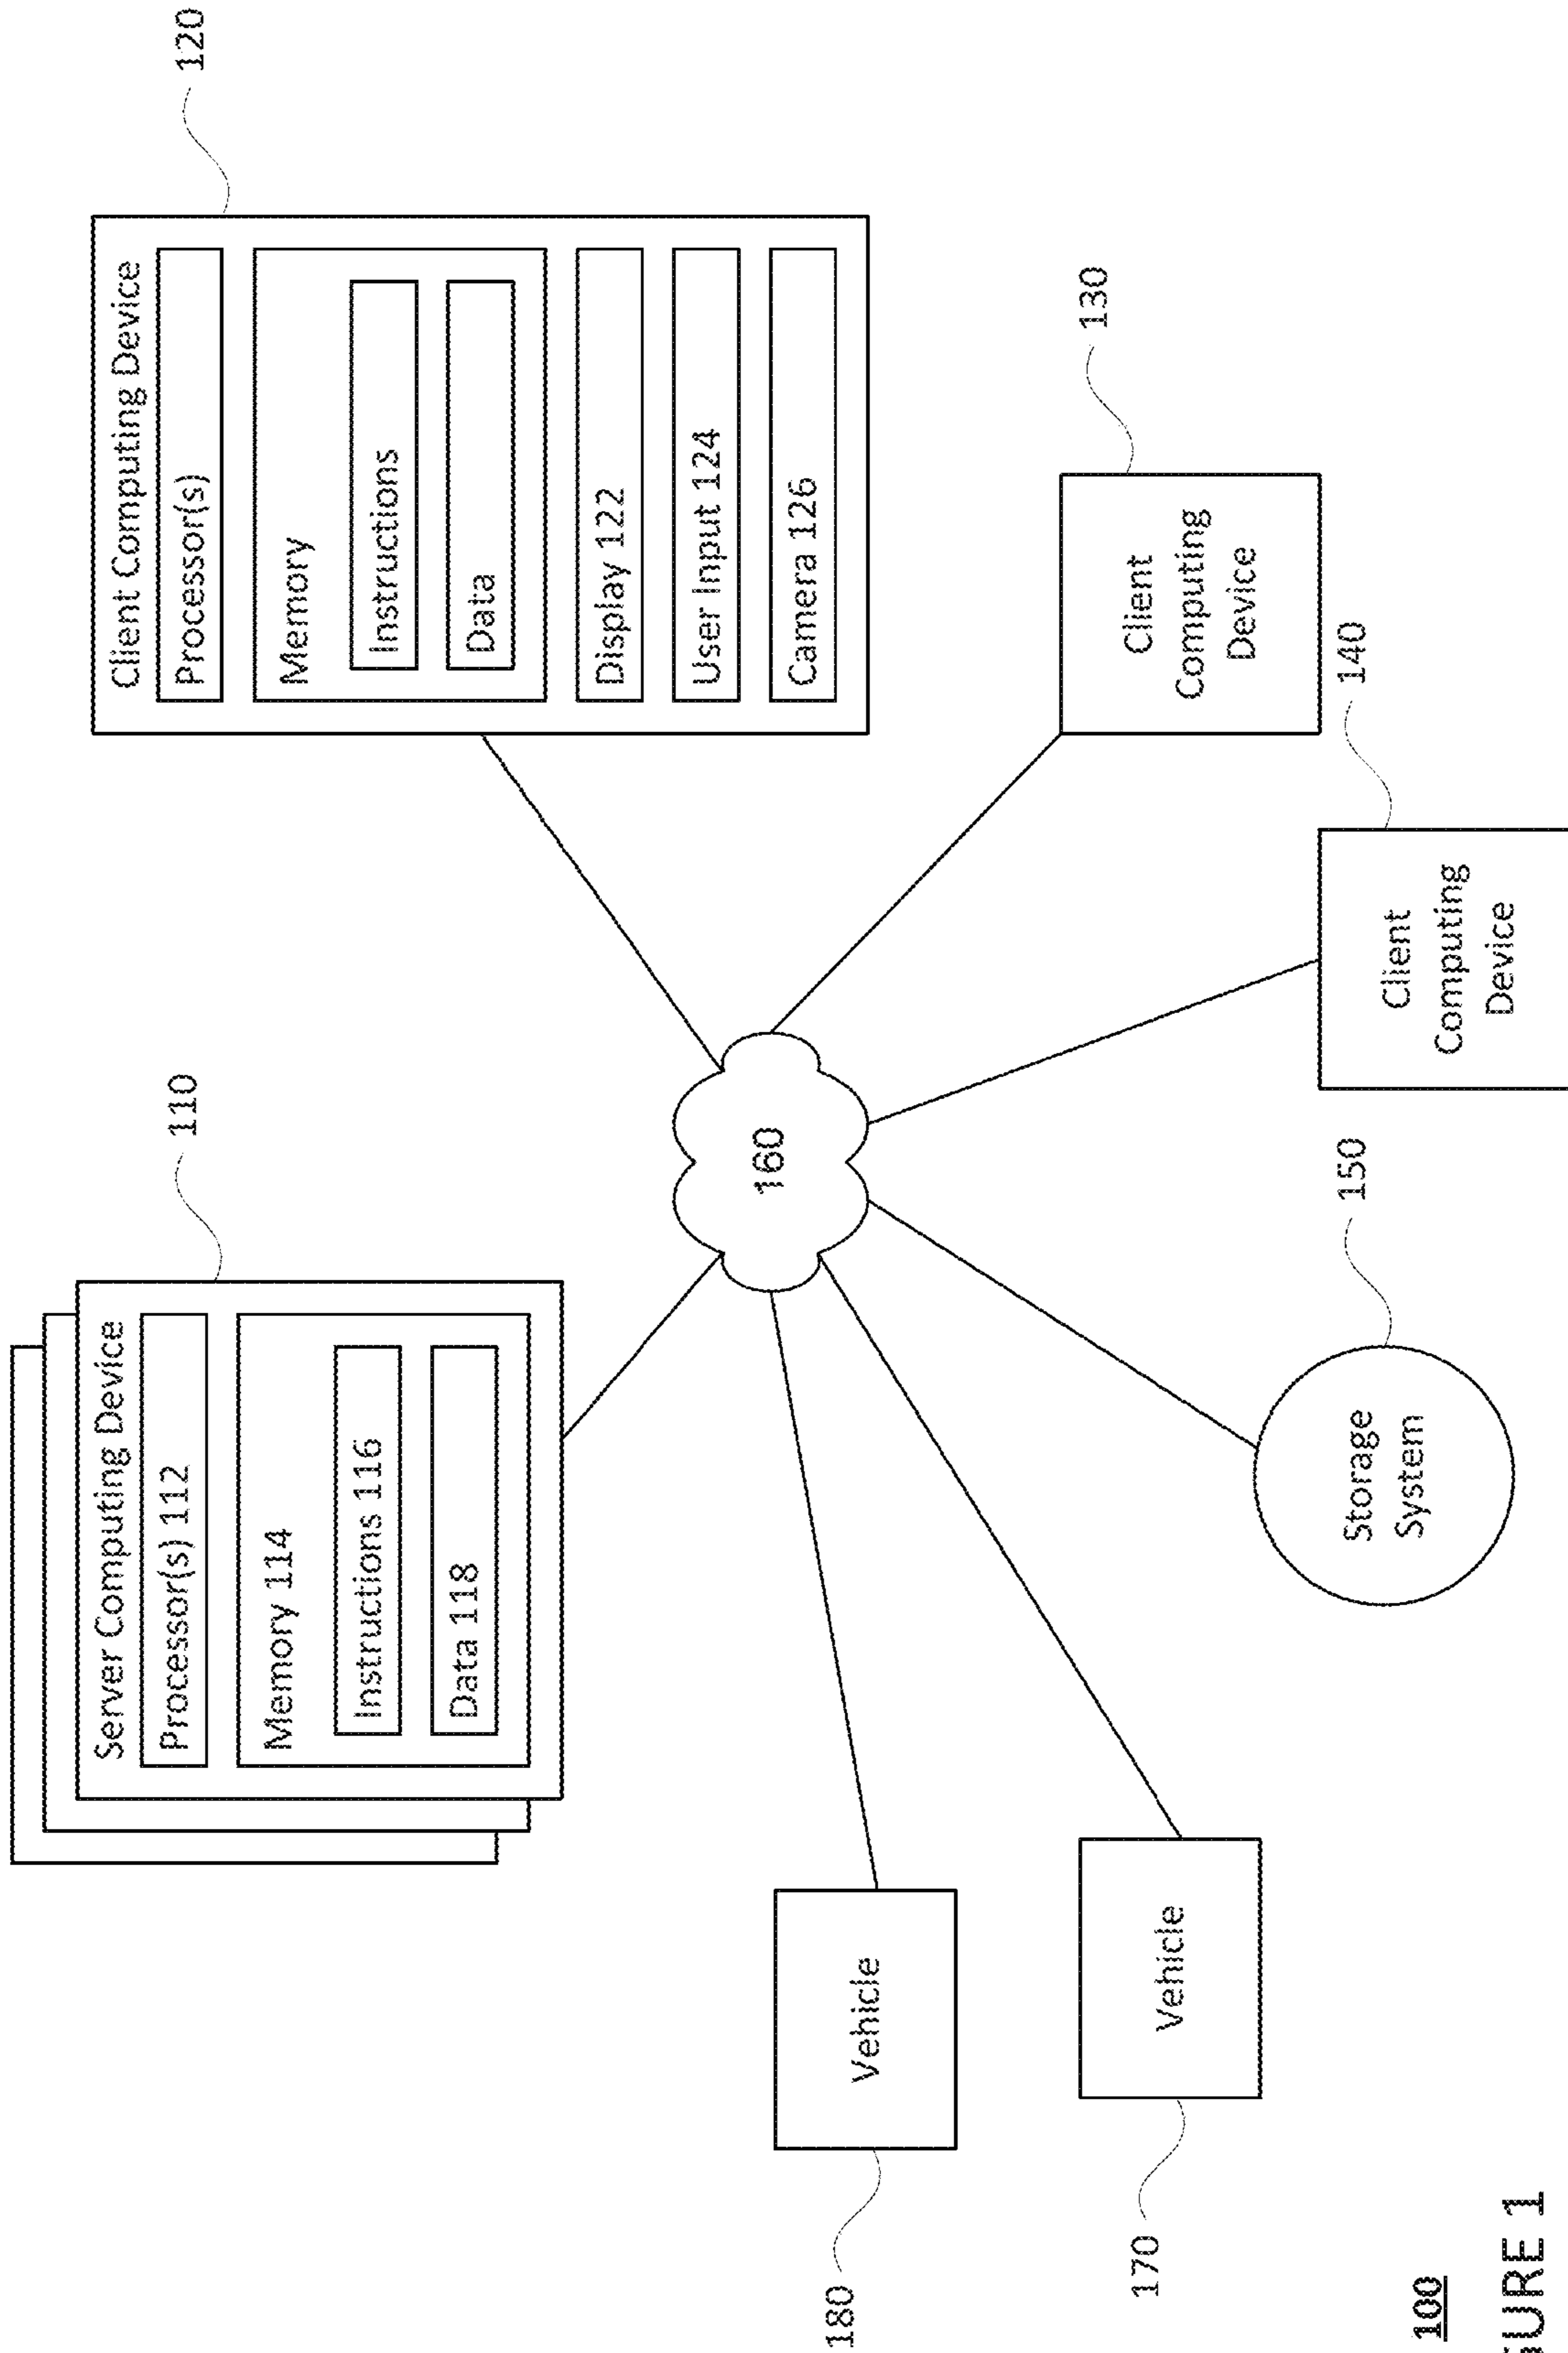 110
Server Computing Device
Processor(s) 112
Memory 114
Instructions 116
Data 118
120
Client Computing Device
Processor(s)
Memory
Instructions
Data
Display 122
User Input 124
Camera 126
160
180
Vehicle
170
Vehicle
150
Storage
System
140
Client
Computing
Device
130
Client
Computing
Device
100
GURE 1